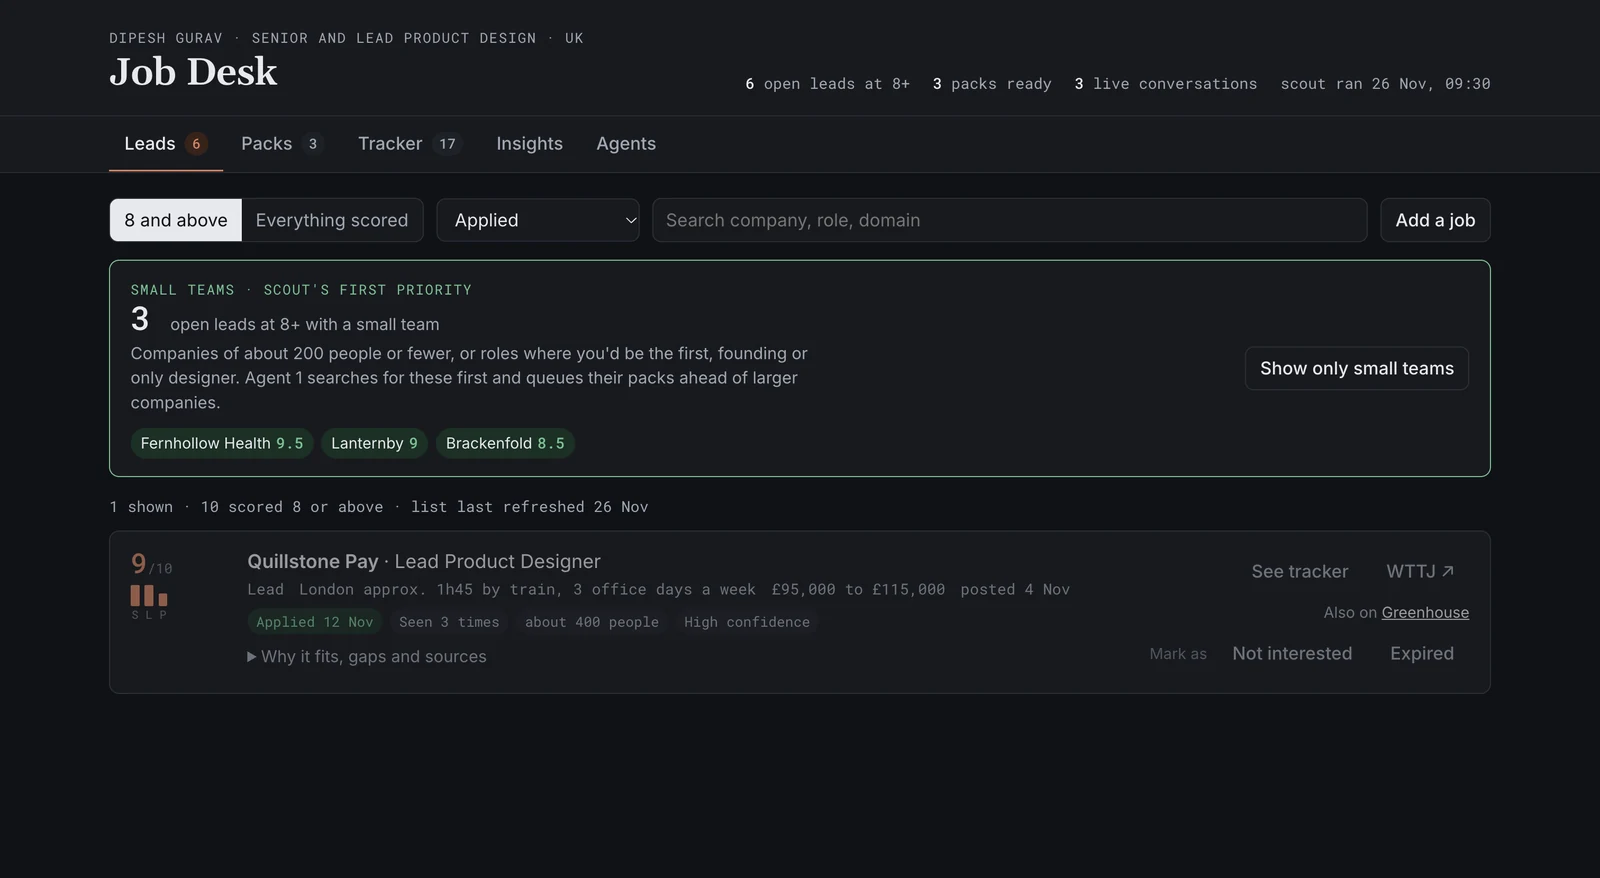 DIPESH GURAV · SENIOR AND LEAD PRODUCT DESIGN · UK
Job Desk
6 open leads at 8+ 3 packs ready 3 live conversations scout ran 26 Nov, 09:30
Leads 6 Packs 3 Tracker 17 Insights Agents
8 and above Everything scored Applied Search company, role, domain Add a job
SMALL TEAMS · SCOUT'S FIRST PRIORITY
3 open leads at 8+ with a small team
Companies of about 200 people or fewer, or roles where you'd be the first, founding or
only designer. Agent 1 searches for these first and queues their packs ahead of larger
companies.
Show only small teams
Fernhollow Health 9.5 Lanternby 9 Brackenfold 8.5
1 shown · 10 scored 8 or above · list last refreshed 26 Nov
9/10
S L P
Quillstone Pay · Lead Product Designer
Lead London approx. 1h45 by train, 3 office days a week £95,000 to £115,000 posted 4 Nov
Applied 12 Nov Seen 3 times about 400 people High confidence
▶ Why it fits, gaps and sources
See tracker WTTJ ↗
Also on Greenhouse
Mark as Not interested Expired